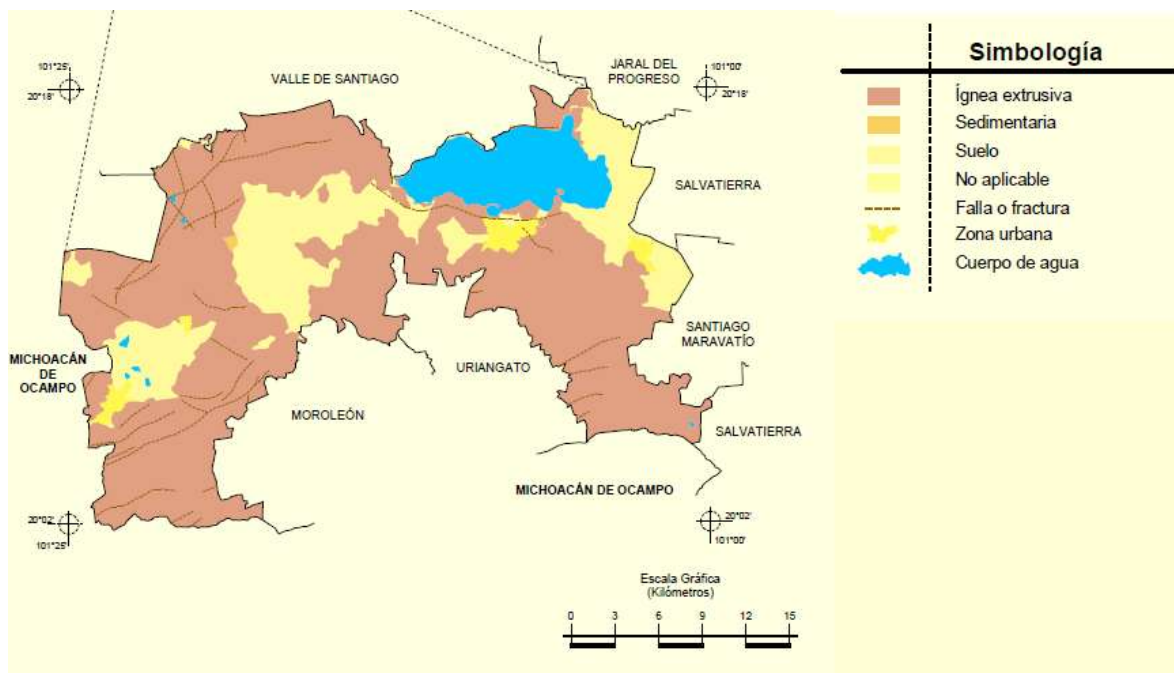 101°25'
20°18'
VALLE DE SANTIAGO
JARAL DEL
PROGRESO
101°00'
20°18'
SALVATIERRA
MICHOACÁN
DE
OCAMPO
MOROLEÓN
URIANGATO
SANTIAGO
MARAVATÍO
SALVATIERRA
MICHOACÁN DE OCAMPO
20°02'
101°25'
20°02'
101°00'
Escala Gráfica
(Kilómetros)
0 3 6 9 12 15
Simbología
Ígnea extrusiva
Sedimentaria
Suelo
No aplicable
Falla o fractura
Zona urbana
Cuerpo de agua